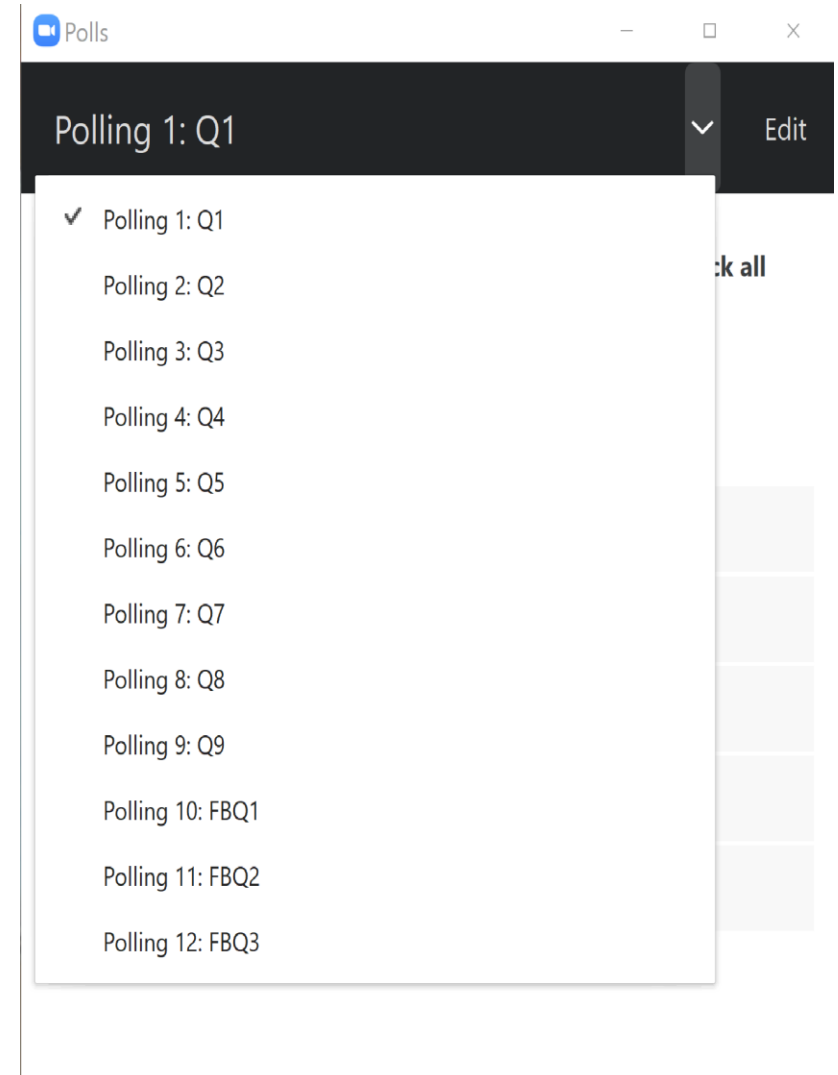 Polls
Polling 1: Q1
Edit
Polling 1: Q1
ck all
Polling 2: Q2
Polling 3: Q3
Polling 4: Q4
Polling 5: Q5
Polling 6: Q6
Polling 7: Q7
Polling 8: Q8
Polling 9: Q9
Polling 10: FBQ1
Polling 11: FBQ2
Polling 12: FBQ3